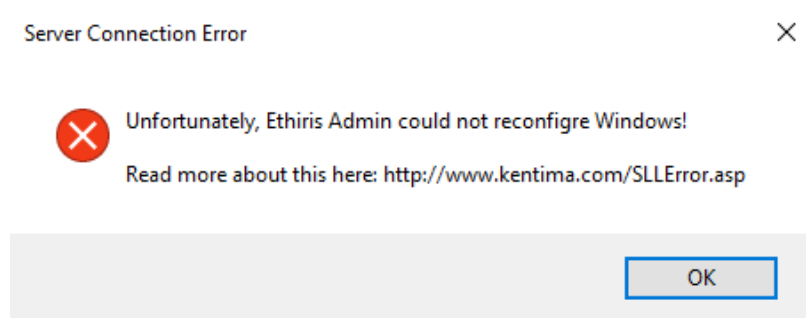 Server Connection Error
Unfortunately, Ethiris Admin could not reconfigre Windows!
Read more about this here: http://www.kentima.com/SLLError.asp
OK